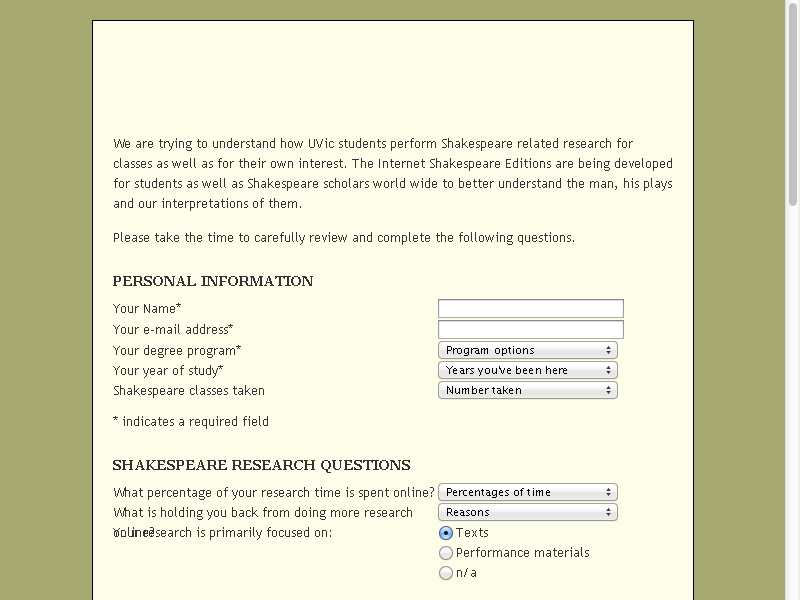 We are trying to understand how UVic students perform Shakespeare related research for
classes as well as for their own interest. The Internet Shakespeare Editions are being developed
for students as well as Shakespeare scholars world wide to better understand the man, his plays
and our interpretations of them.
Please take the time to carefully review and complete the following questions.
PERSONAL INFORMATION
Your Name*
Your e-mail address*
Your degree program* Program options
Your year of study* Years you've been here
Shakespeare classes taken Number taken
* indicates a required field
SHAKESPEARE RESEARCH QUESTIONS
What percentage of your research time is spent online? Percentages of time
What is holding you back from doing more research Reasons
online?
Your research is primarily focused on: Texts
Performance materials
n/a